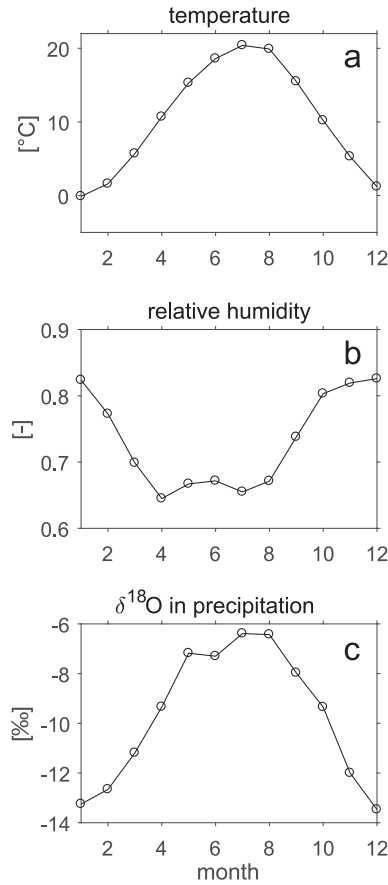 temperature
a
20
10
0
[°C]
2 4 6 8 10 12
relative humidity
b
0.9
0.8
0.7
0.6
[-]
2 4 6 8 10 12
δ¹⁸O in precipitation
c
-6
-8
-10
-12
-14
[‰]
2 4 6 8 10 12
month